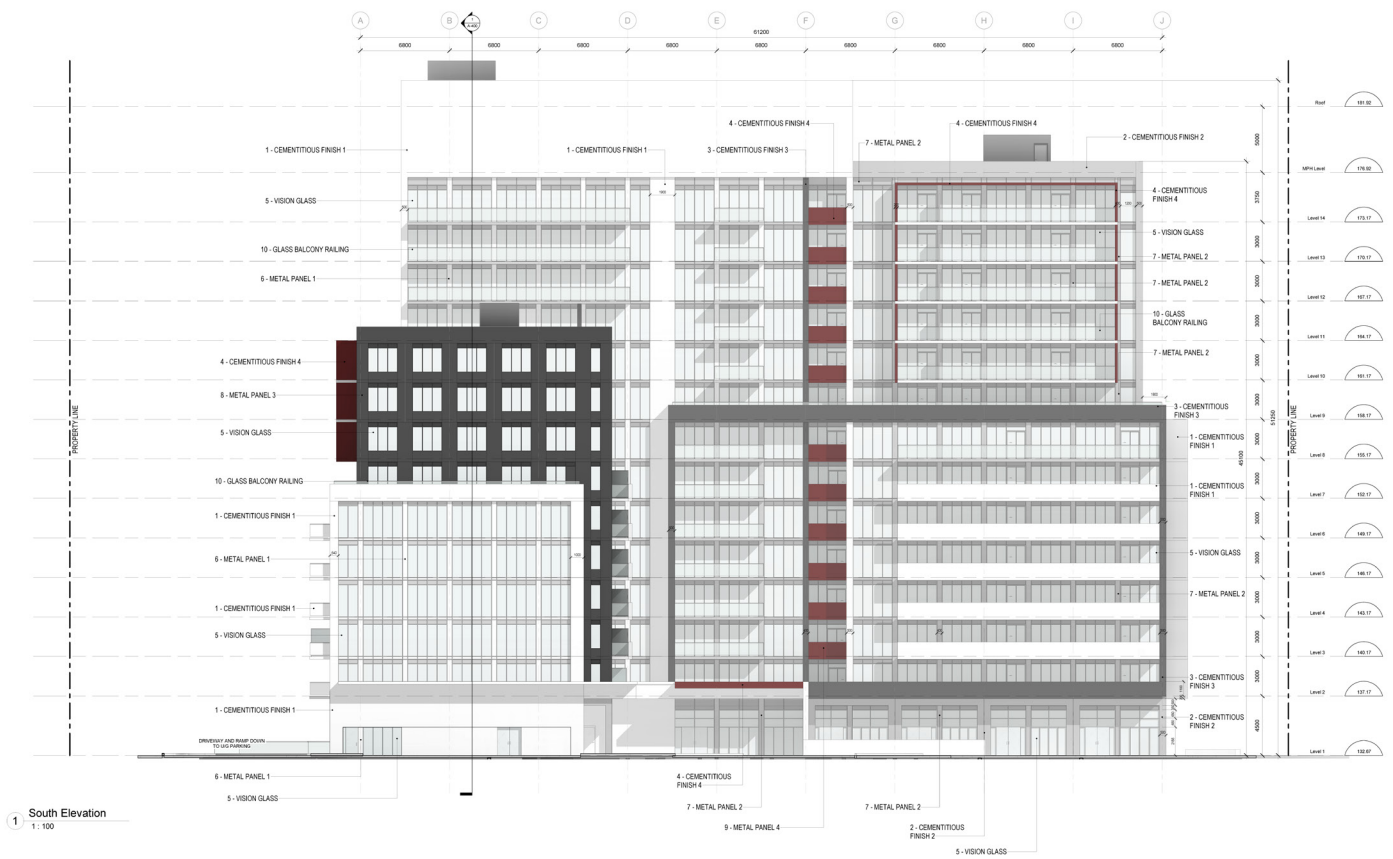 A
B
1
A-400
C
D
E
F
G
H
I
J
61200
6800
6800
6800
6800
6800
6800
6800
6800
6800
Roof
181.92
4 - CEMENTITIOUS FINISH 4
4 - CEMENTITIOUS FINISH 4
2 - CEMENTITIOUS FINISH 2
5000
1 - CEMENTITIOUS FINISH 1
1 - CEMENTITIOUS FINISH 1
3 - CEMENTITIOUS FINISH 3
7 - METAL PANEL 2
MPH Level
176.92
5 - VISION GLASS
4 - CEMENTITIOUS
FINISH 4
3750
Level 14
173.17
5 - VISION GLASS
10 - GLASS BALCONY RAILING
7 - METAL PANEL 2
3000
Level 13
170.17
6 - METAL PANEL 1
7 - METAL PANEL 2
3000
Level 12
167.17
10 - GLASS
BALCONY RAILING
3000
Level 11
164.17
7 - METAL PANEL 2
4 - CEMENTITIOUS FINISH 4
3000
Level 10
161.17
8 - METAL PANEL 3
3000
3 - CEMENTITIOUS
FINISH 3
Level 9
158.17
51250
PROPERTY LINE
PROPERTY LINE
5 - VISION GLASS
1 - CEMENTITIOUS
FINISH 1
3000
45100
Level 8
155.17
10 - GLASS BALCONY RAILING
1 - CEMENTITIOUS
FINISH 1
3000
Level 7
152.17
1 - CEMENTITIOUS FINISH 1
3000
Level 6
149.17
6 - METAL PANEL 1
5 - VISION GLASS
3000
Level 5
146.17
7 - METAL PANEL 2
3000
1 - CEMENTITIOUS FINISH 1
Level 4
143.17
5 - VISION GLASS
3000
Level 3
140.17
3 - CEMENTITIOUS
FINISH 3
3000
Level 2
137.17
1 - CEMENTITIOUS FINISH 1
2 - CEMENTITIOUS
FINISH 2
4500
DRIVEWAY AND RAMP DOWN
TO U/G PARKING
Level 1
132.67
6 - METAL PANEL 1
4 - CEMENTITIOUS
FINISH 4
5 - VISION GLASS
7 - METAL PANEL 2
7 - METAL PANEL 2
9 - METAL PANEL 4
2 - CEMENTITIOUS
FINISH 2
5 - VISION GLASS
1
South Elevation
1 : 100